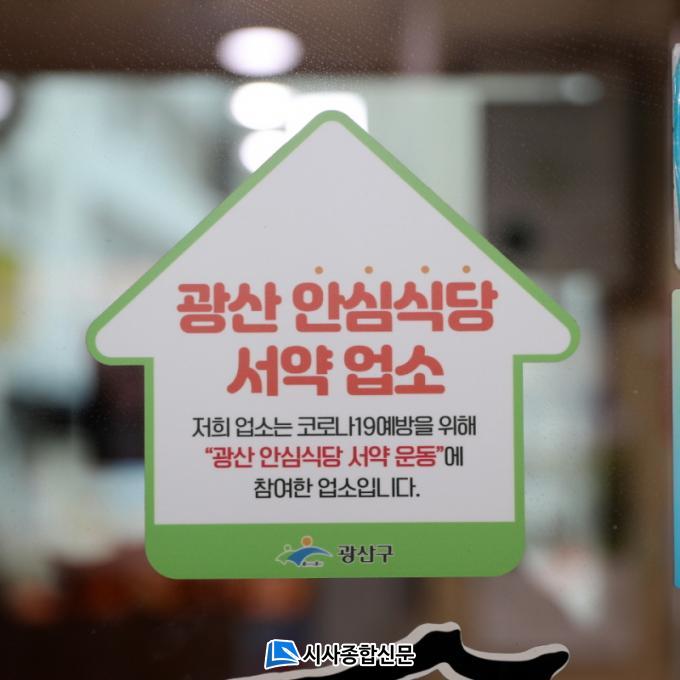 광산 안심식당
서약 업소
저희 업소는 코로나19예방을 위해
“광산 안심식당 서약 운동”에
참여한 업소입니다.
광산구
시사종합신문